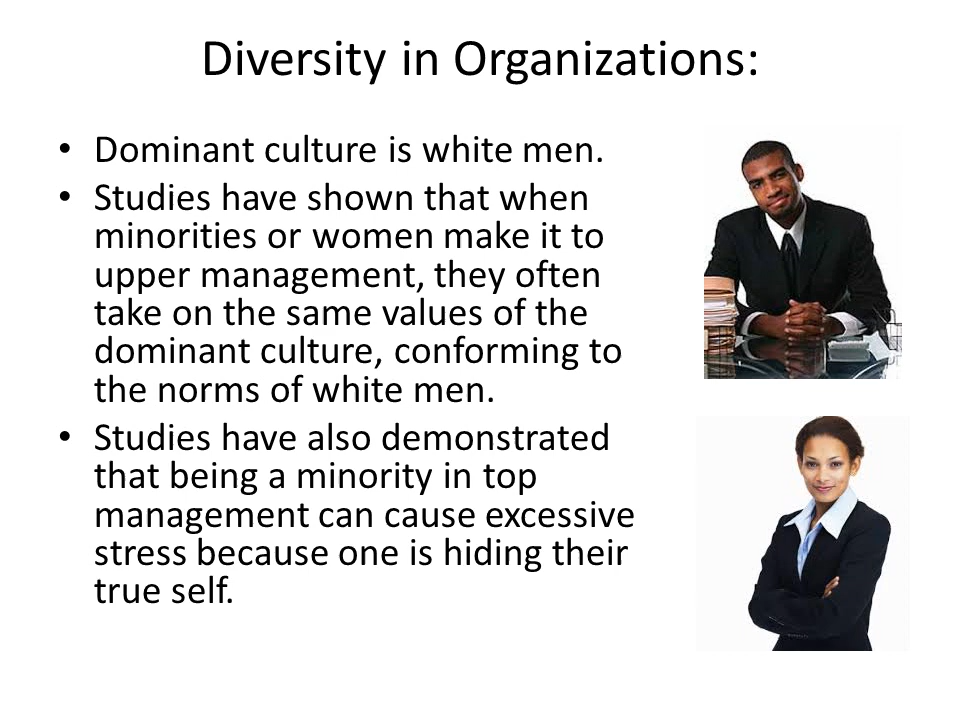 Diversity in Organizations:
• Dominant culture is white men.
• Studies have shown that when
minorities or women make it to
upper management, they often
take on the same values of the
dominant culture, conforming to
the norms of white men.
• Studies have also demonstrated
that being a minority in top
management can cause excessive
stress because one is hiding their
true self.